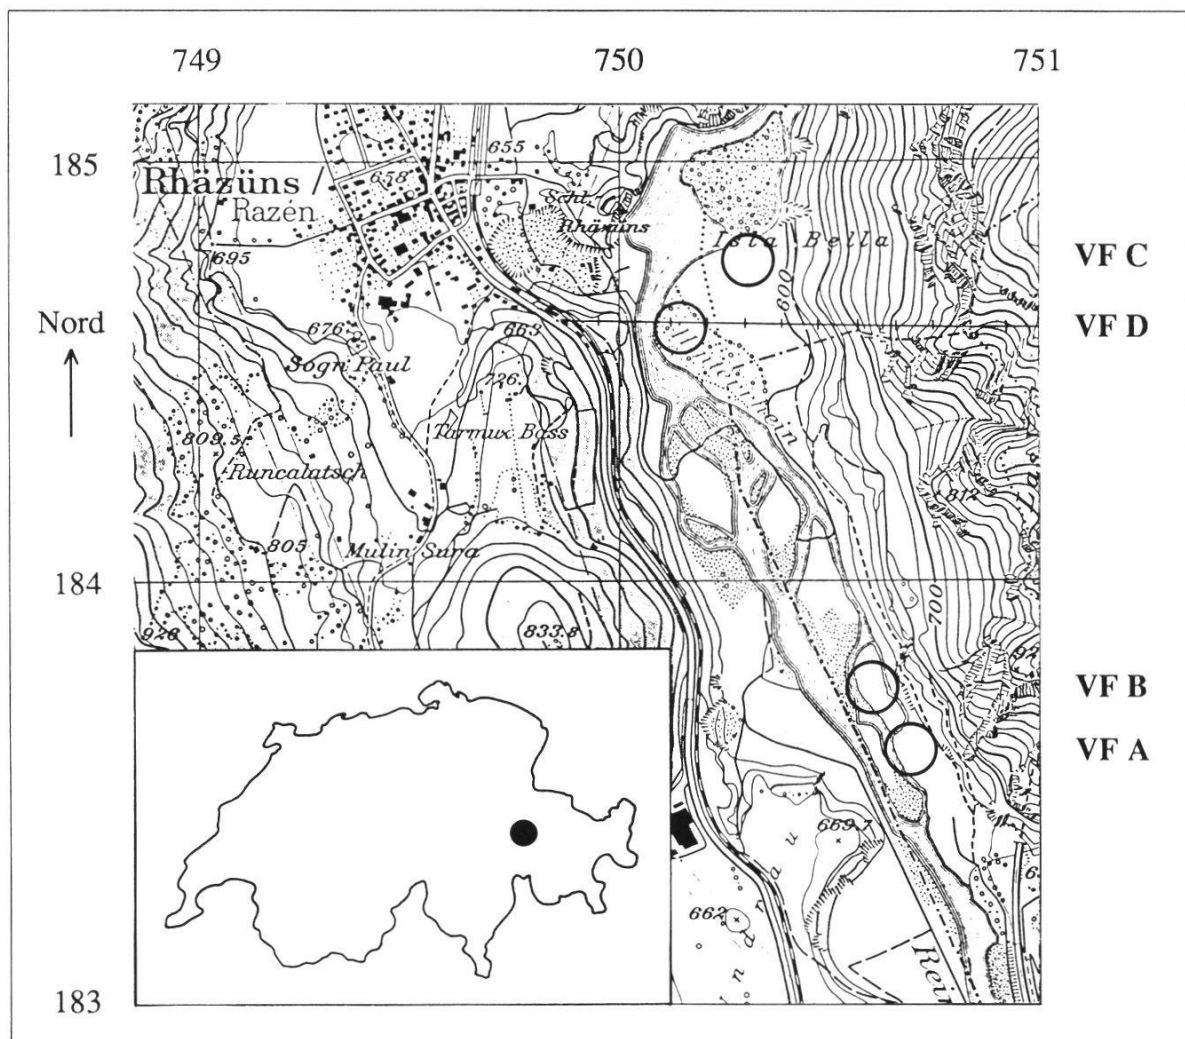 749 750 751
185
655
658
Rhäzüns /
Razén
Schl.
Rhäzüns
Isla Bella
VF C
695
600
Nord
676
663
VF D
Sogn Paul
726
809.5
Tarmux Bass
Runcalatsch
812
805
Mulin Sura
184
700
928
833.8
VF B
VF A
669.7
662
Rein
183